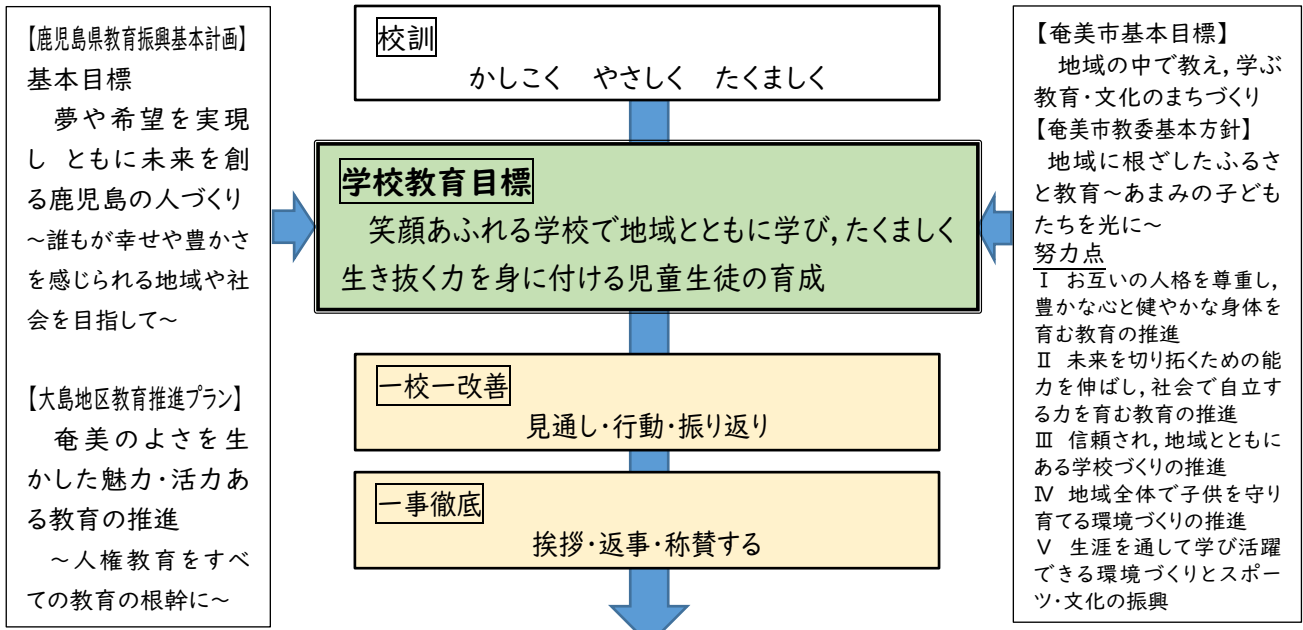 【鹿児島県教育振興基本計画】
基本目標
夢や希望を実現
し ともに未来を創
る鹿児島の人づくり
~誰もが幸せや豊かさ
を感じられる地域や社
会を目指して~
【大島地区教育推進プラン】
奄美のよさを生
かした魅力・活力あ
る教育の推進
~人権教育をすべ
ての教育の根幹に~
校訓
かしこく やさしく たくましく
学校教育目標
笑顔あふれる学校で地域とともに学び,たくましく
生き抜く力を身に付ける児童生徒の育成
一校一改善
見通し・行動・振り返り
一事徹底
挨拶・返事・称賛する
【奄美市基本目標】
地域の中で教え,学ぶ
教育・文化のまちづくり
【奄美市教委基本方針】
地域に根ざしたふるさ
と教育~あまみの子ども
たちを光に~
努力点
Ⅰ お互いの人格を尊重し,
豊かな心と健やかな身体を
育む教育の推進
Ⅱ 未来を切り拓くための能
力を伸ばし,社会で自立す
る力を育む教育の推進
Ⅲ 信頼され,地域とともに
ある学校づくりの推進
Ⅳ 地域全体で子供を守り
育てる環境づくりの推進
Ⅴ 生涯を通して学び活躍
できる環境づくりとスポー
ツ・文化の振興